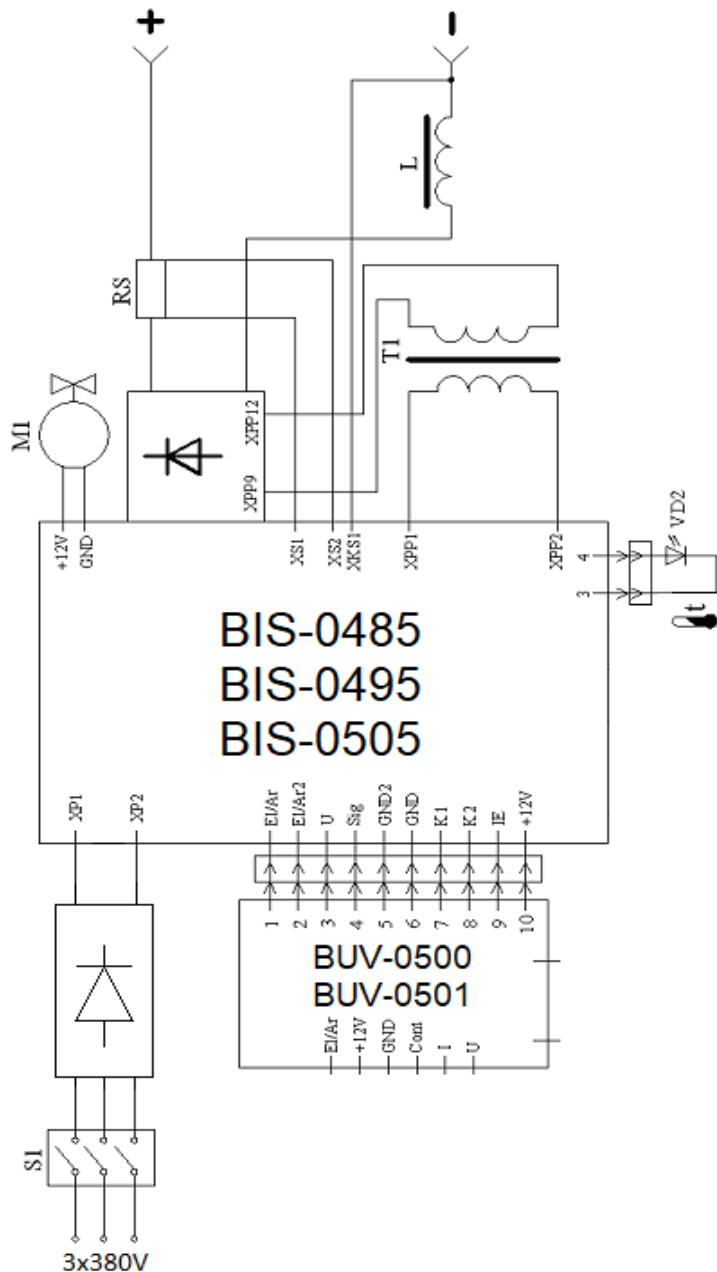 +
-
L
RS
T1
M1
+12V
GND
XPP12
XPP9
XS1
XS2
XKS1
XPP1
XPP2
4
3
VD2
t
BIS-0485
BIS-0495
BIS-0505
XP1
XP2
El/Ar
El/Ar2
U
Sig
GND2
GND
K1
K2
IE
+12V
1
2
3
4
5
6
7
8
9
10
BUV-0500
BUV-0501
El/Ar
+12V
GND
Cont
I
U
S1
3x380V